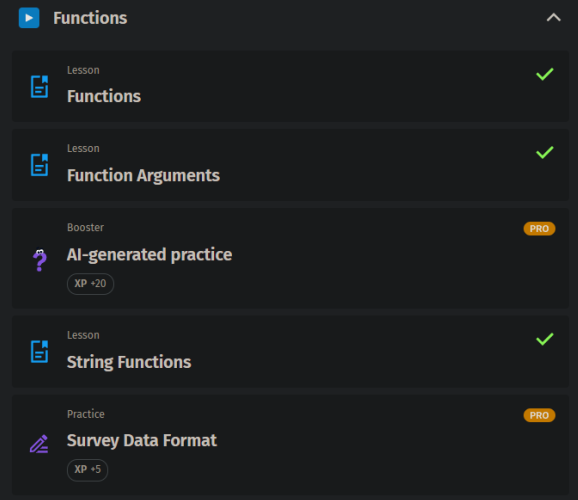 Functions
Lesson
Functions
Lesson
Function Arguments
Booster
PRO
AI-generated practice
XP +20
Lesson
String Functions
Practice
PRO
Survey Data Format
XP +5